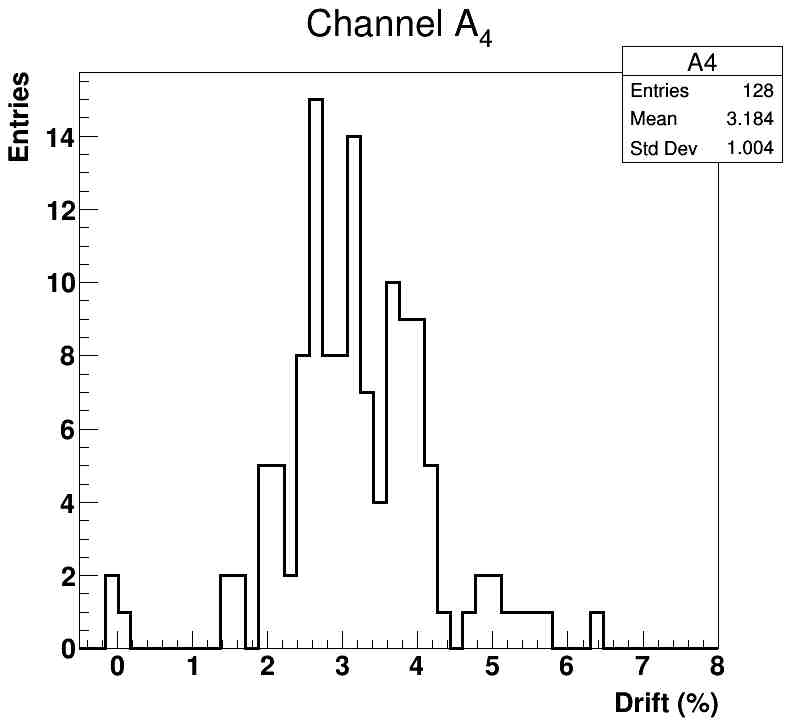 Channel A4
A4
Entries 128
Mean 3.184
Std Dev 1.004
Entries
14
12
10
8
6
4
2
0
0 1 2 3 4 5 6 7 8
Drift (%)